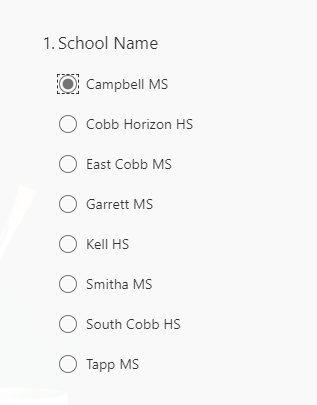 1. School Name
Campbell MS
Cobb Horizon HS
East Cobb MS
Garrett MS
Kell HS
Smitha MS
South Cobb HS
Tapp MS